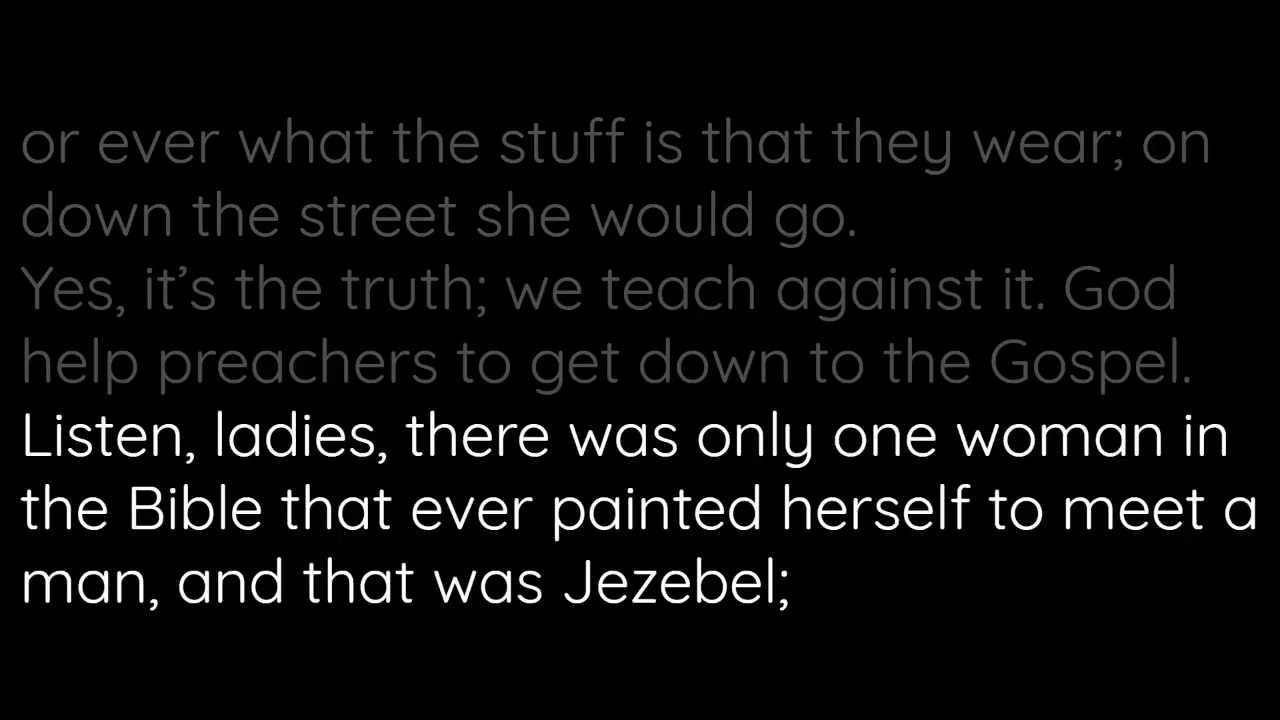 or ever what the stuff is that they wear; on
down the street she would go.
Yes, it’s the truth; we teach against it. God
help preachers to get down to the Gospel.
Listen, ladies, there was only one woman in
the Bible that ever painted herself to meet a
man, and that was Jezebel;